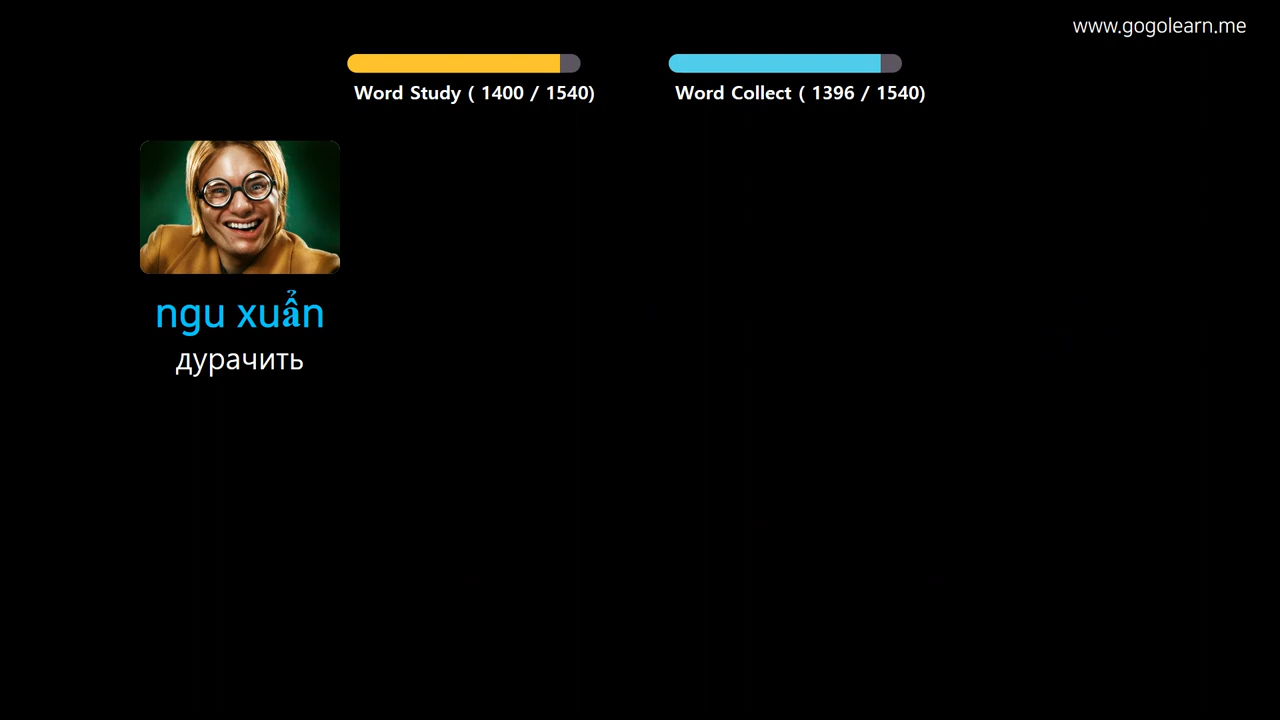 www.gogolearn.me
Word Study ( 1400 / 1540)
Word Collect ( 1396 / 1540)
ngu xuẩn
дурачить